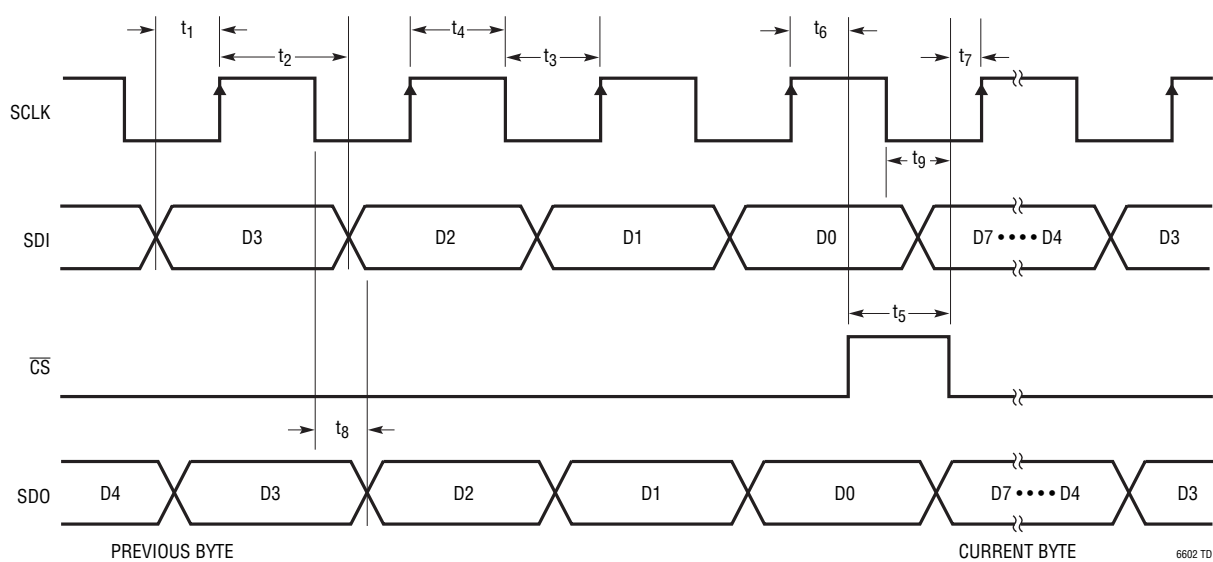 t1 t4 t6
t2 t3 t7
SCLK
t9
SDI D3 D2 D1 D0 D7 •••• D4 D3
t5
CS
t8
SDO D4 D3 D2 D1 D0 D7 •••• D4 D3
PREVIOUS BYTE CURRENT BYTE 6602 TD